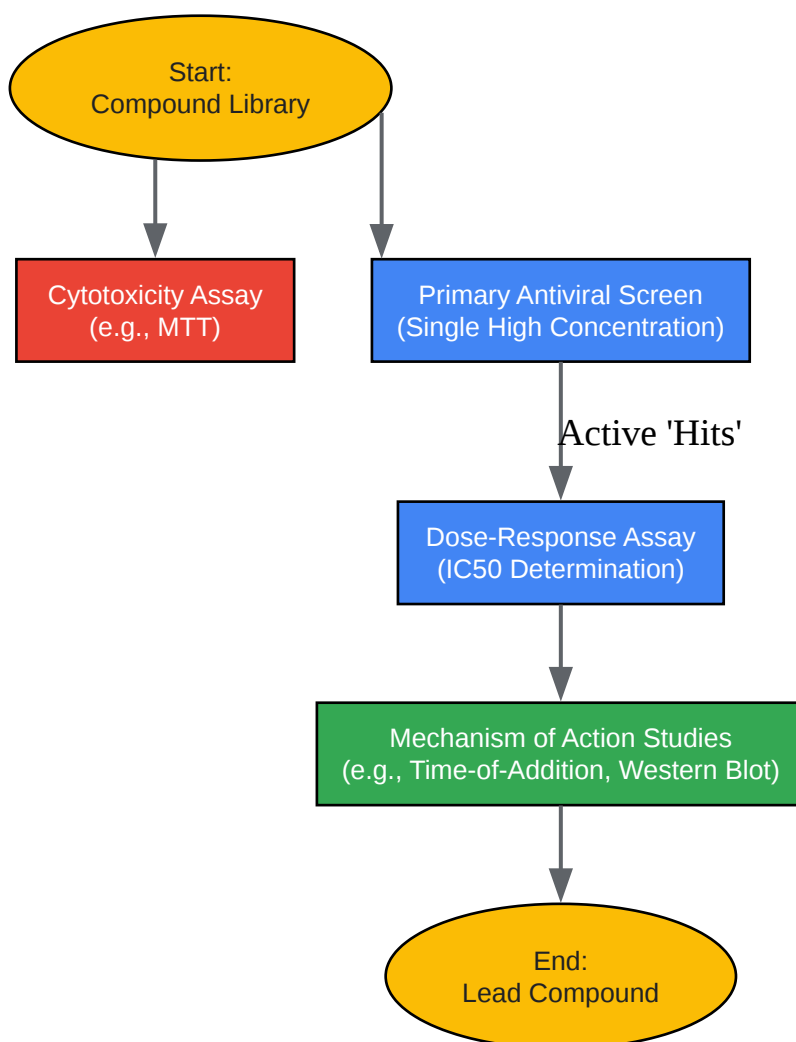 Start:
Compound Library
Cytotoxicity Assay
(e.g., MTT)
Primary Antiviral Screen
(Single High Concentration)
Active 'Hits'
Dose-Response Assay
(IC50 Determination)
Mechanism of Action Studies
(e.g., Time-of-Addition, Western Blot)
End:
Lead Compound